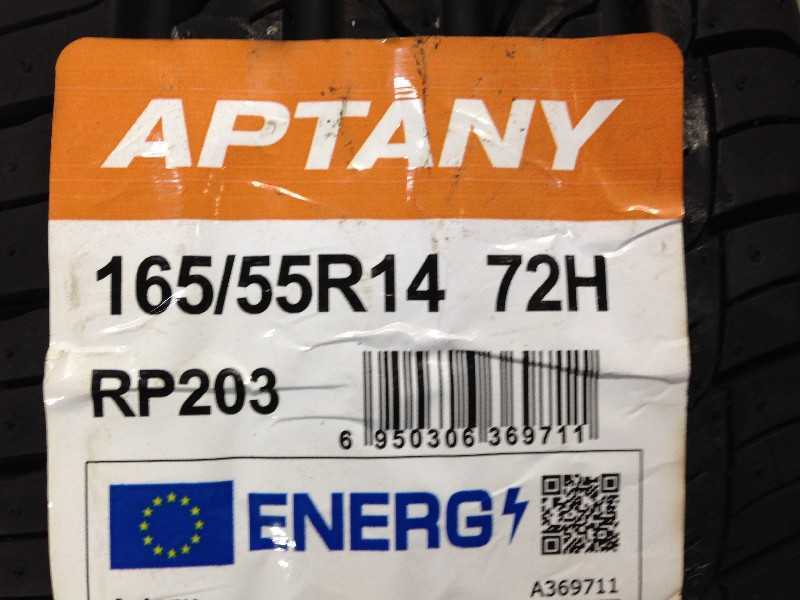 APTANY
165/55R14 72H
RP203
6 950306 369711
ENERG
A369711